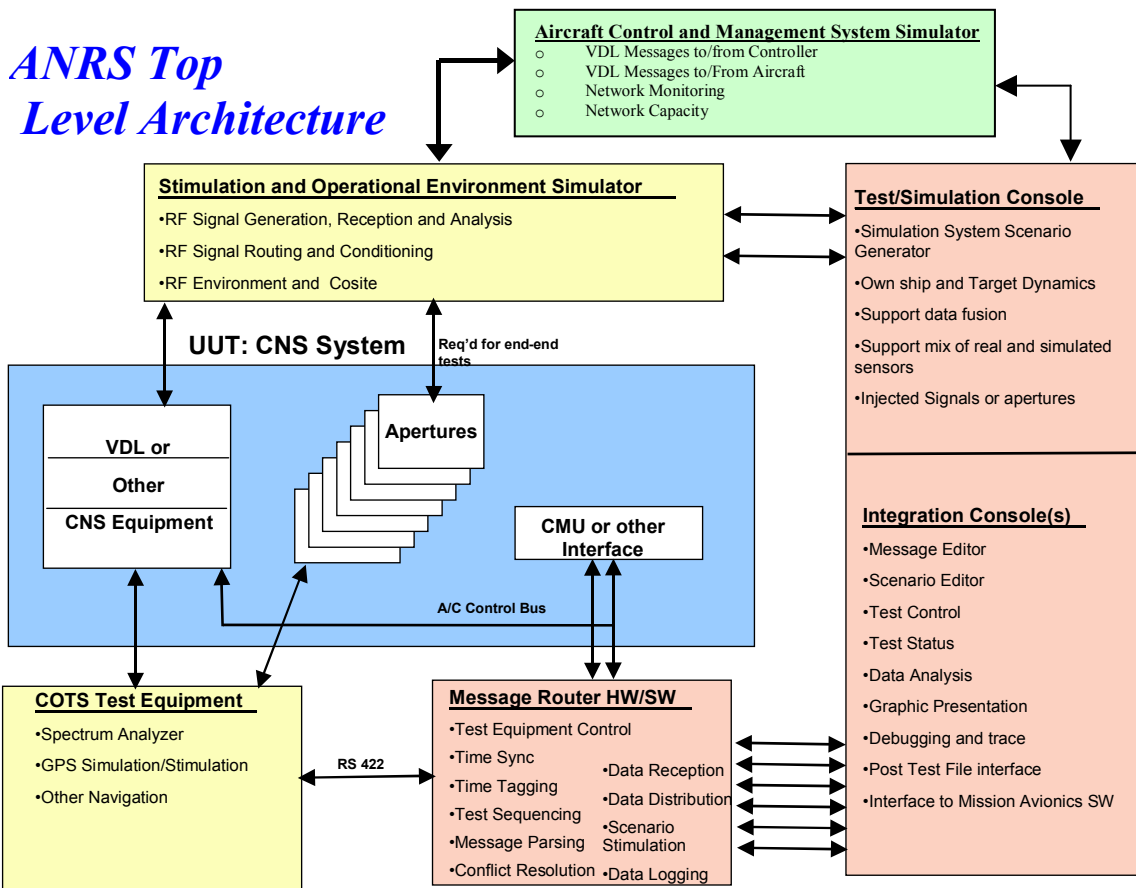 ANRS Top
Level Architecture
Aircraft Control and Management System Simulator
o VDL Messages to/from Controller
o VDL Messages to/From Aircraft
o Network Monitoring
o Network Capacity
Stimulation and Operational Environment Simulator
•RF Signal Generation, Reception and Analysis
•RF Signal Routing and Conditioning
•RF Environment and Cosite
Test/Simulation Console
•Simulation System Scenario
Generator
•Own ship and Target Dynamics
•Support data fusion
•Support mix of real and simulated
sensors
•Injected Signals or apertures
UUT: CNS System
Req'd for end-end
tests
VDL or
Other
CNS Equipment
Apertures
CMU or other
Interface
A/C Control Bus
Integration Console(s)
•Message Editor
•Scenario Editor
•Test Control
•Test Status
•Data Analysis
•Graphic Presentation
•Debugging and trace
•Post Test File interface
•Interface to Mission Avionics SW
COTS Test Equipment
•Spectrum Analyzer
•GPS Simulation/Stimulation
•Other Navigation
RS 422
Message Router HW/SW
•Test Equipment Control
•Time Sync
•Time Tagging
•Test Sequencing
•Message Parsing
•Conflict Resolution
•Data Reception
•Data Distribution
•Scenario
Stimulation
•Data Logging